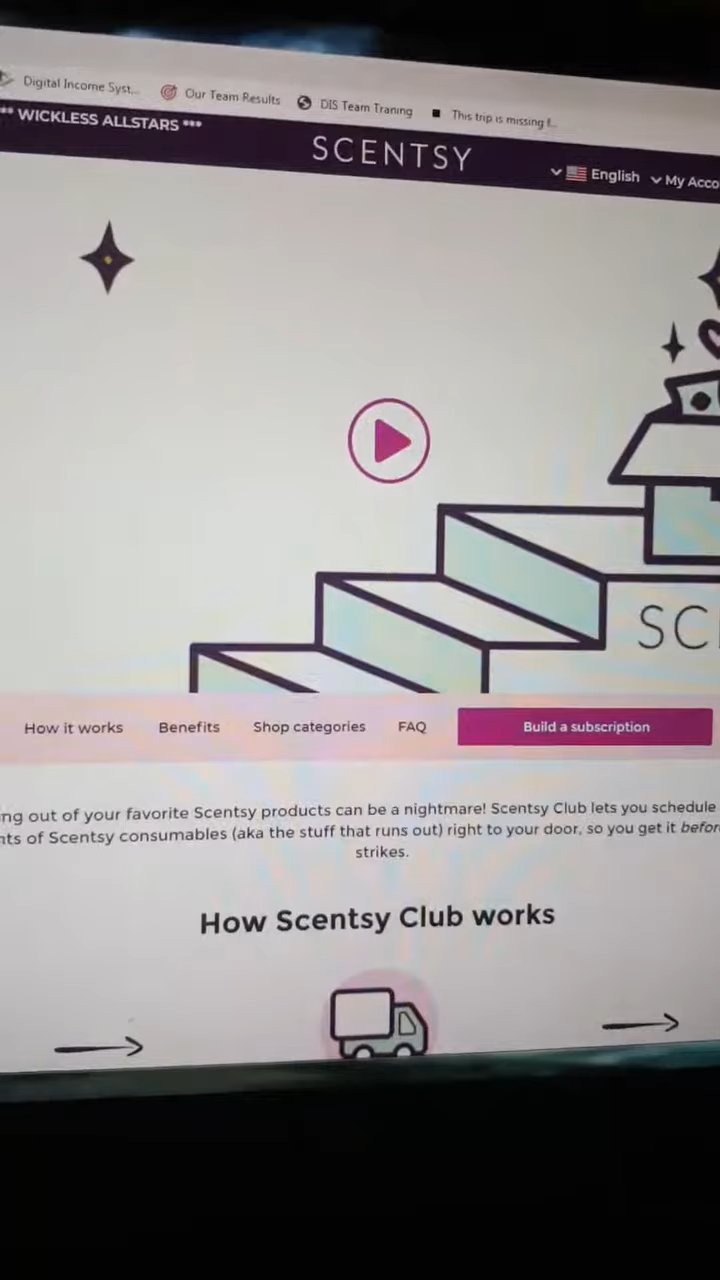 Digital Income Syst...
Our Team Results
DIS Team Traning
This trip is missing f...
** WICKLESS ALLSTARS ***
SCENTSY
English
My Acco
SC
How it works
Benefits
Shop categories
FAQ
Build a subscription
ing out of your favorite Scentsy products can be a nightmare! Scentsy Club lets you schedule
nts of Scentsy consumables (aka the stuff that runs out) right to your door, so you get it before
strikes.
How Scentsy Club works